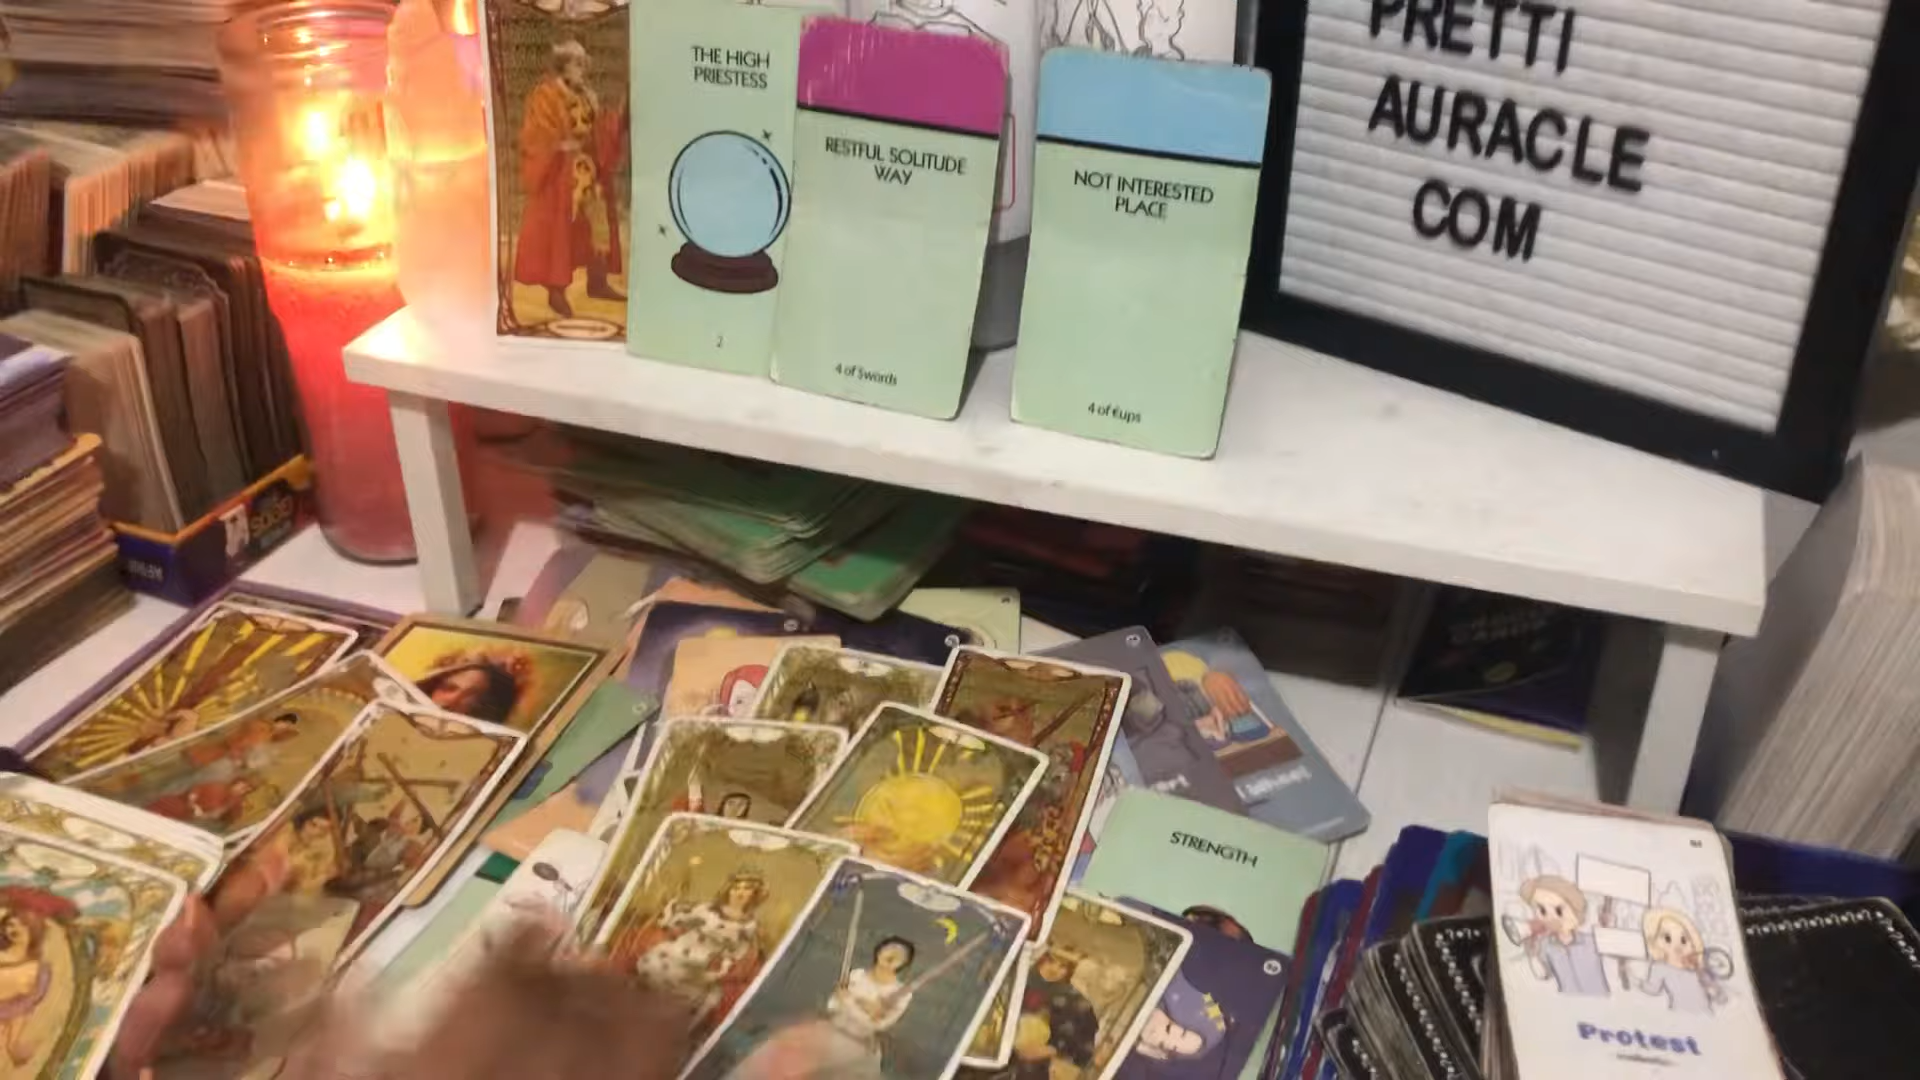 PRETTI
AURACLE
COM
THE HIGH
PRIESTESS
2
RESTFUL SOLITUDE
WAY
4 of Swords
NOT INTERESTED
PLACE
4 of Cups
STRENGTH
Protest